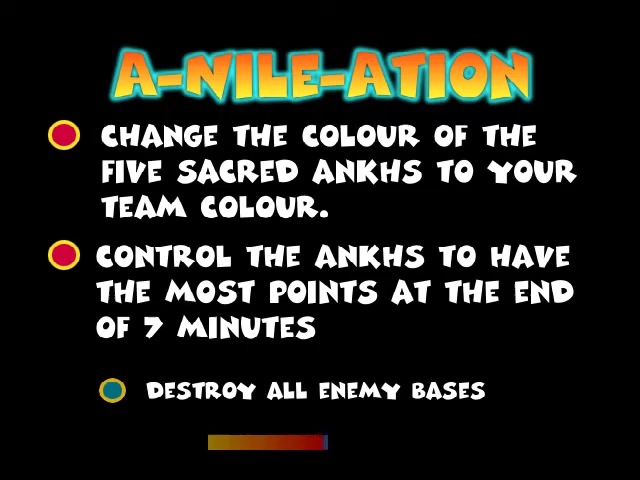 A-NILE-ATION
CHANGE THE COLOUR OF THE
FIVE SACRED ANKHS TO YOUR
TEAM COLOUR.
CONTROL THE ANKHS TO HAVE
THE MOST POINTS AT THE END
OF 7 MINUTES
DESTROY ALL ENEMY BASES